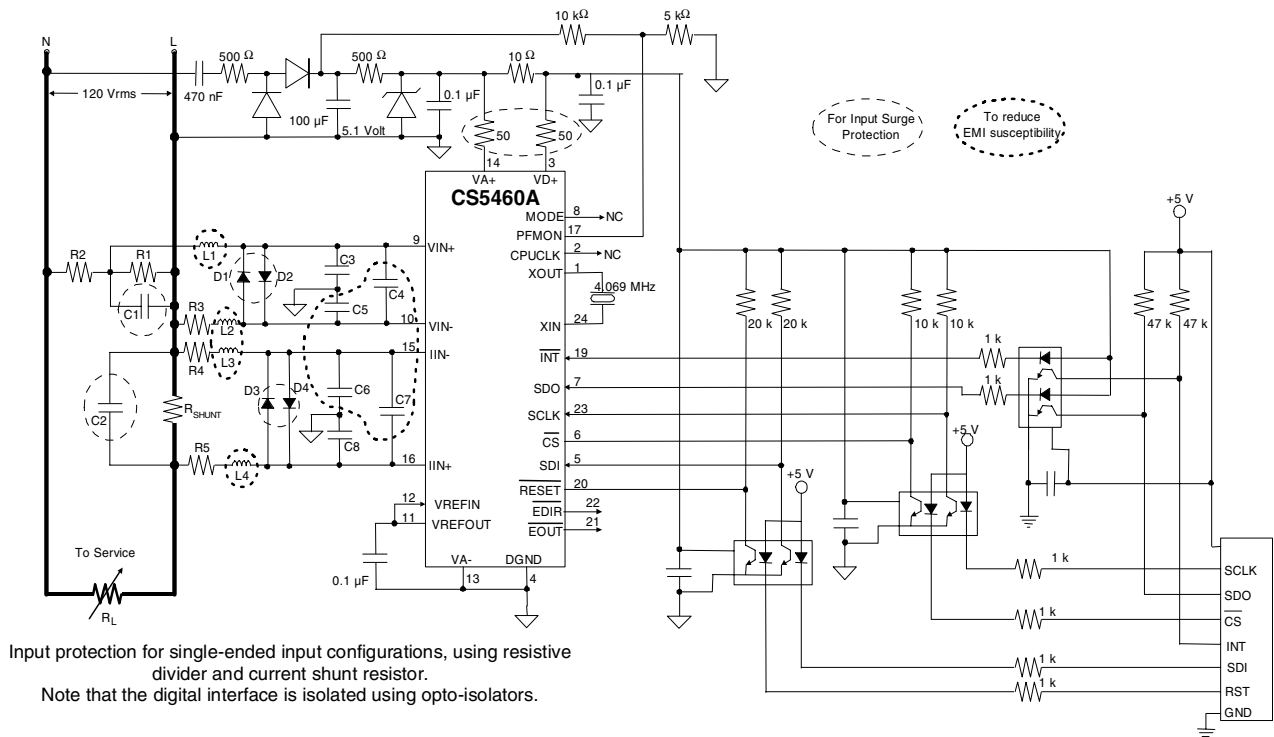 10 kΩ
5 kΩ
N
L
500 Ω
500 Ω
10 Ω
120 Vrms
470 nF
100 µF
5.1 Volt
0.1 µF
0.1 µF
50
50
For Input Surge
Protection
To reduce
EMI susceptibility
14
3
VA+
VD+
CS5460A
+5 V
MODE
8
NC
PFMON
17
CPUCLK
2
NC
XOUT
1
4.069 MHz
XIN
24
R2
R1
L1
9
VIN+
D1
D2
C3
C4
C5
C1
R3
L2
10
VIN-
R4
L3
15
IIN-
20 k
20 k
10 k
10 k
47 k
47 k
INT
19
1 k
SDO
7
1 k
SCLK
23
CS
6
+5 V
SDI
5
+5 V
RESET
20
EDIR
22
EOUT
21
C2
RSHUNT
D3
D4
C6
C7
C8
R5
L4
16
IIN+
12
VREFIN
11
VREFOUT
0.1 µF
VA-
DGND
13
4
To Service
RL
1 k
SCLK
SDO
1 k
CS
INT
1 k
SDI
1 k
RST
GND
Input protection for single-ended input configurations, using resistive
divider and current shunt resistor.
Note that the digital interface is isolated using opto-isolators.